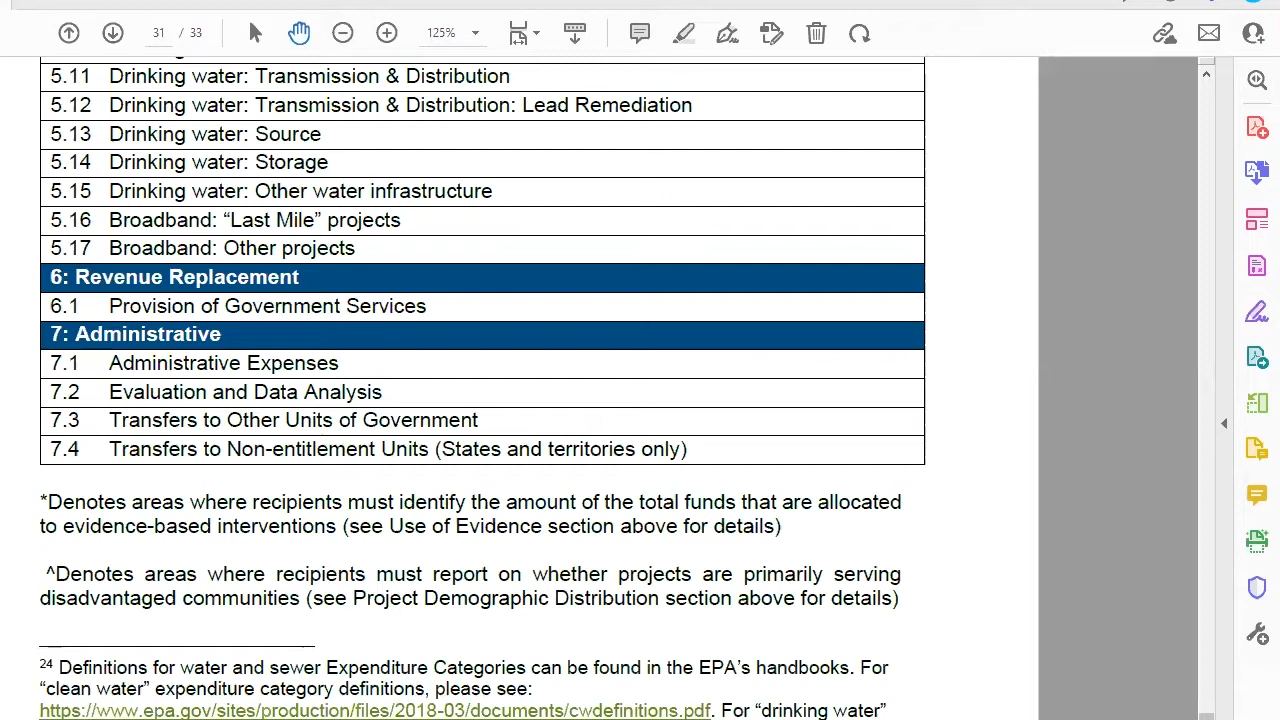 31 / 33
125%
5.11 Drinking water: Transmission & Distribution
5.12 Drinking water: Transmission & Distribution: Lead Remediation
5.13 Drinking water: Source
5.14 Drinking water: Storage
5.15 Drinking water: Other water infrastructure
5.16 Broadband: “Last Mile” projects
5.17 Broadband: Other projects
6: Revenue Replacement
6.1 Provision of Government Services
7: Administrative
7.1 Administrative Expenses
7.2 Evaluation and Data Analysis
7.3 Transfers to Other Units of Government
7.4 Transfers to Non-entitlement Units (States and territories only)
*Denotes areas where recipients must identify the amount of the total funds that are allocated
to evidence-based interventions (see Use of Evidence section above for details)
^Denotes areas where recipients must report on whether projects are primarily serving
disadvantaged communities (see Project Demographic Distribution section above for details)
24 Definitions for water and sewer Expenditure Categories can be found in the EPA’s handbooks. For
“clean water” expenditure category definitions, please see:
https://www.epa.gov/sites/production/files/2018-03/documents/cwdefinitions.pdf. For “drinking water”